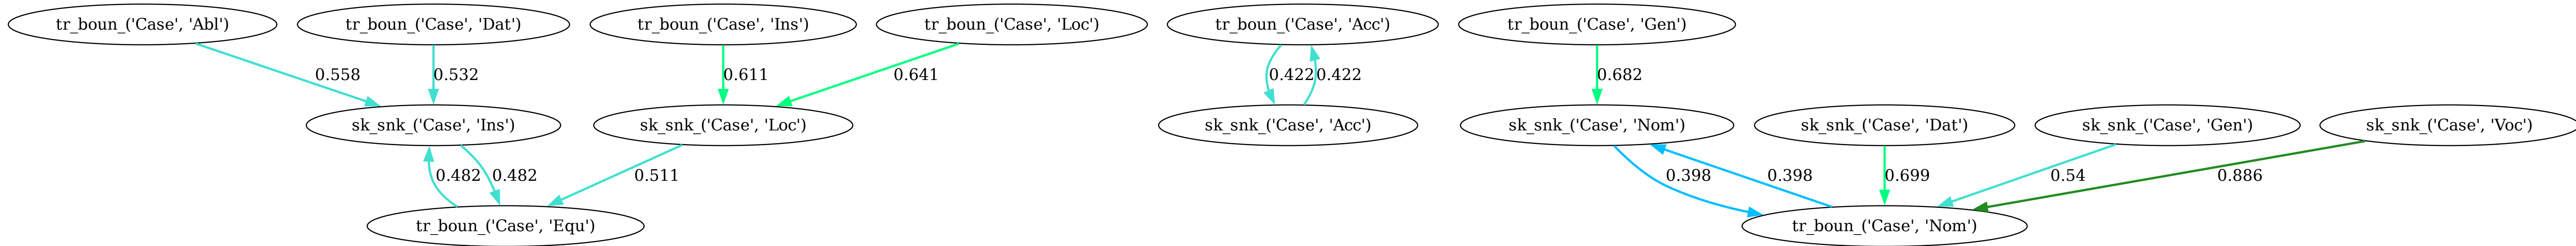 tr_boun_('Case', 'Abl')
tr_boun_('Case', 'Dat')
tr_boun_('Case', 'Ins')
tr_boun_('Case', 'Loc')
tr_boun_('Case', 'Acc')
tr_boun_('Case', 'Gen')
0.558
0.532
0.611
0.641
0.422
0.422
0.682
sk_snk_('Case', 'Ins')
sk_snk_('Case', 'Loc')
sk_snk_('Case', 'Acc')
sk_snk_('Case', 'Nom')
sk_snk_('Case', 'Dat')
sk_snk_('Case', 'Gen')
sk_snk_('Case', 'Voc')
0.482
0.482
0.511
0.398
0.398
0.699
0.54
0.886
tr_boun_('Case', 'Equ')
tr_boun_('Case', 'Nom')